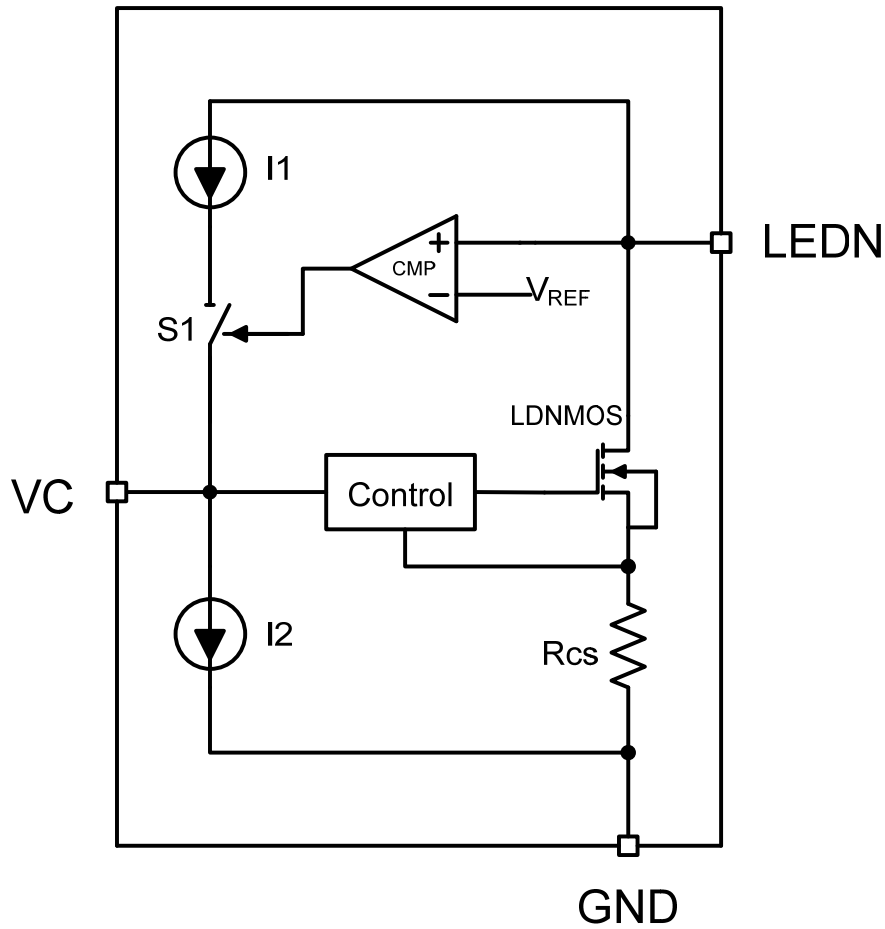 I1
+
CMP
−
VREF
LEDN
S1
LDNMOS
VC
Control
I2
Rcs
GND